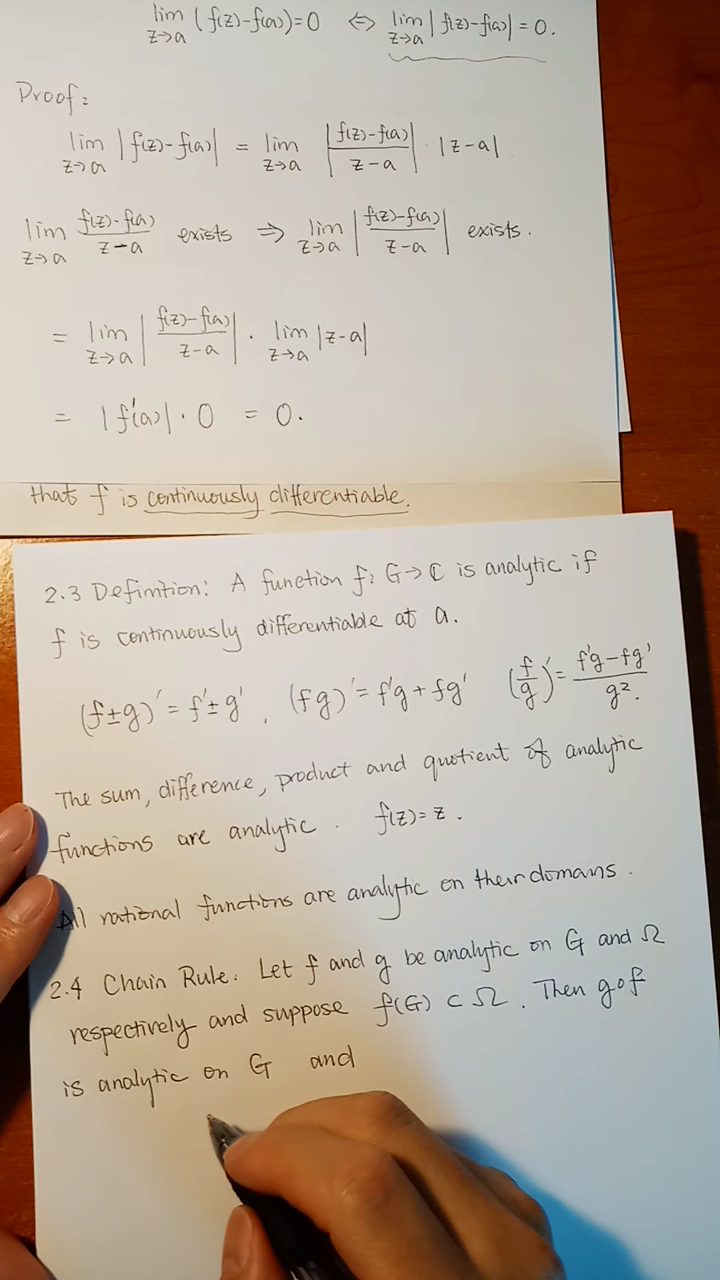 lim z→a (f(z)-f(a))=0 ⇔ lim z→a |f(z)-f(a)|=0.
Proof:
lim z→a |f(z)-f(a)| = lim z→a |(f(z)-f(a))/(z-a)| · |z-a|
lim z→a (f(z)-f(a))/(z-a) exists ⇒ lim z→a |(f(z)-f(a))/(z-a)| exists.
= lim z→a |(f(z)-f(a))/(z-a)| · lim z→a |z-a|
= |f'(a)| · 0 = 0.
that f is continuously differentiable.
2.3 Definition: A function f: G→ℂ is analytic if
f is continuously differentiable at a.
(f±g)' = f'±g', (fg)' = f'g + fg' (f/g)' = (f'g-fg')/g².
The sum, difference, product and quotient of analytic
functions are analytic. f(z)=z.
All rational functions are analytic on their domains.
2.4 Chain Rule. Let f and g be analytic on G and Ω
respectively and suppose f(G) ⊂ Ω. Then g∘f
is analytic on G and